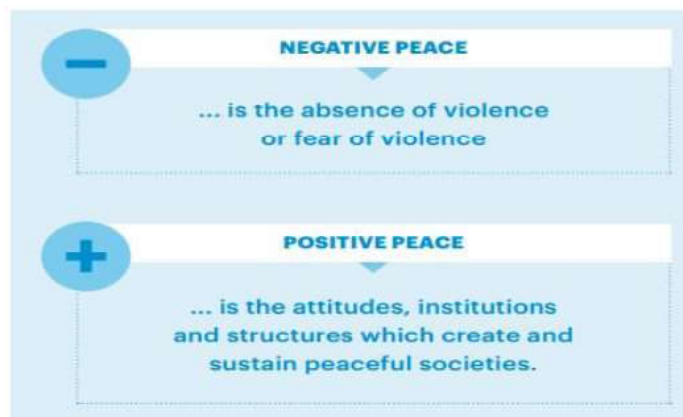 NEGATIVE PEACE
... is the absence of violence
or fear of violence
POSITIVE PEACE
... is the attitudes, institutions
and structures which create and
sustain peaceful societies.